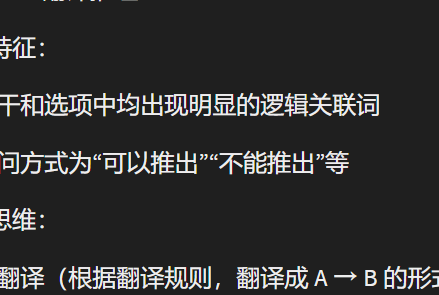 特征：
干和选项中均出现明显的逻辑关联词
问方式为“可以推出”“不能推出”等
思维：
翻译（根据翻译规则，翻译成 A → B 的形式